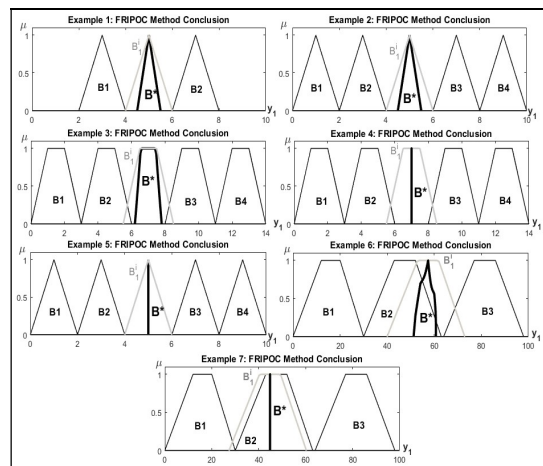 Example 1: FRIPOC Method Conclusion
μ
1
0.5
0
B1
B₁ⁱ
B*
B2
0 2 4 6 8 10
y₁
Example 2: FRIPOC Method Conclusion
μ
1
0.5
0
B1
B2
B₁ⁱ
B*
B3
B4
0 2 4 6 8 10
y₁
Example 3: FRIPOC Method Conclusion
μ
1
0.5
0
B1
B2
B₁ⁱ
B*
B3
B4
0 2 4 6 8 10 12 14
y₁
Example 4: FRIPOC Method Conclusion
μ
1
0.5
0
B1
B2
B₁ⁱ
B*
B3
B4
0 2 4 6 8 10 12 14
y₁
Example 5: FRIPOC Method Conclusion
μ
1
0.5
0
B1
B2
B₁ⁱ
B*
B3
B4
0 2 4 6 8 10
y₁
Example 6: FRIPOC Method Conclusion
μ
1
0.5
0
B1
B2
B₁ⁱ
B*
B3
0 20 40 60 80 100
y₁
Example 7: FRIPOC Method Conclusion
μ
1
0.5
0
B1
B2
B₁ⁱ
B*
B3
0 20 40 60 80 100
y₁